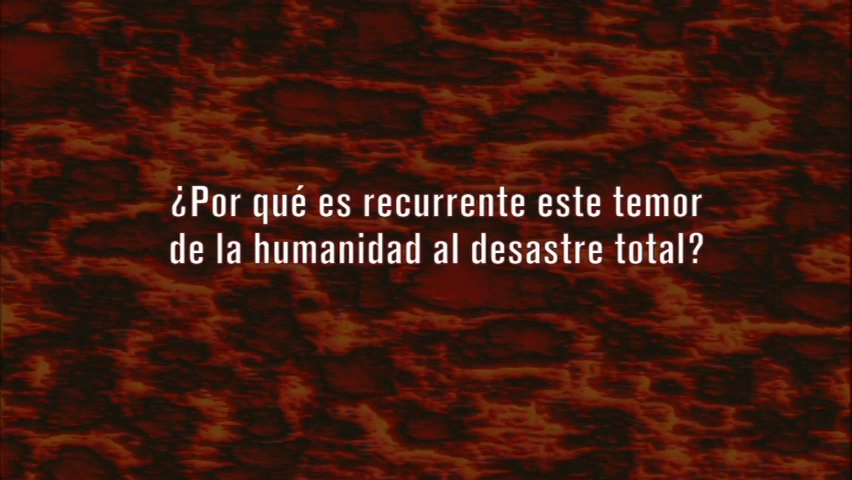 ¿Por qué es recurrente este temor
de la humanidad al desastre total?